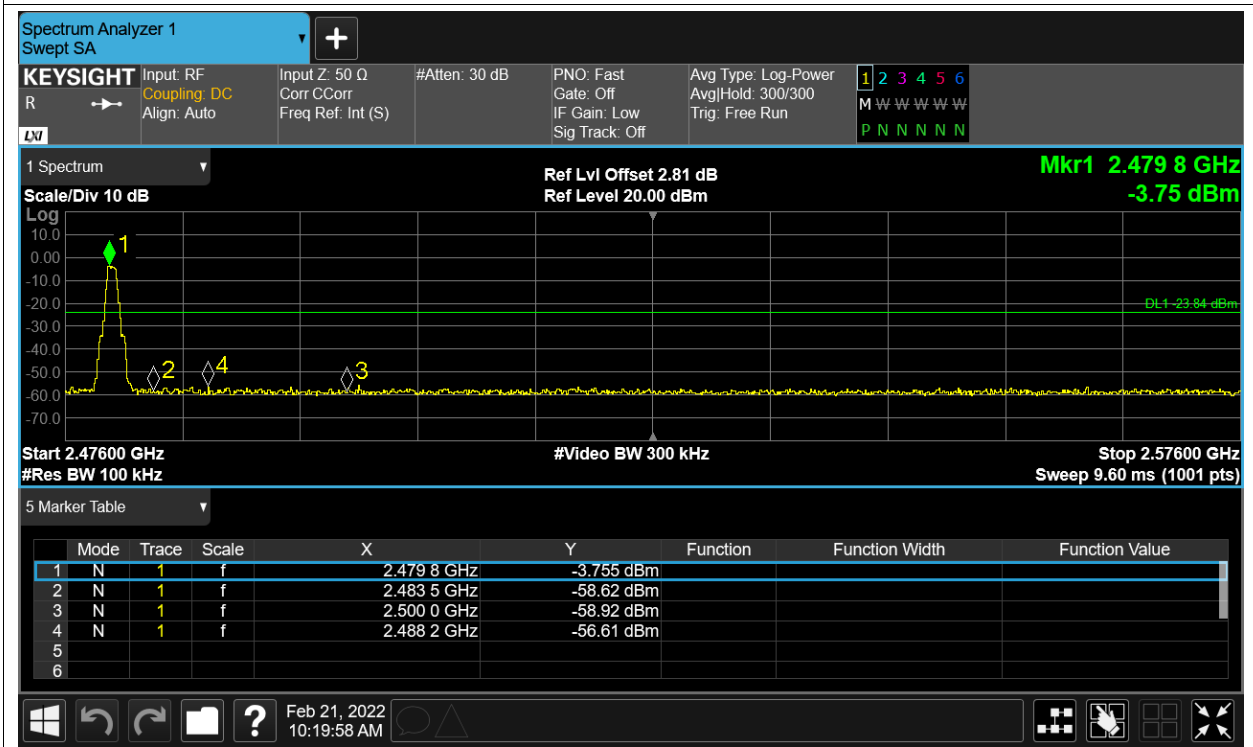 Spectrum Analyzer 1
Swept SA
KEYSIGHT
R
LXI
Input: RF
Coupling: DC
Align: Auto
Input Z: 50 Ω
Corr CCorr
Freq Ref: Int (S)
#Atten: 30 dB
PNO: Fast
Gate: Off
IF Gain: Low
Sig Track: Off
Avg Type: Log-Power
Avg|Hold: 300/300
Trig: Free Run
1 2 3 4 5 6
M W W W W W
P N N N N N
1 Spectrum
Scale/Div 10 dB
Ref Lvl Offset 2.81 dB
Ref Level 20.00 dBm
Mkr1 2.479 8 GHz
-3.75 dBm
Log
10.0
0.00
-10.0
-20.0
-30.0
-40.0
-50.0
-60.0
-70.0
1
2
4
3
DL1 -23.84 dBm
Start 2.47600 GHz
#Res BW 100 kHz
#Video BW 300 kHz
Stop 2.57600 GHz
Sweep 9.60 ms (1001 pts)
5 Marker Table
Mode Trace Scale X Y Function Function Width Function Value
1 N 1 f 2.479 8 GHz -3.755 dBm
2 N 1 f 2.483 5 GHz -58.62 dBm
3 N 1 f 2.500 0 GHz -58.92 dBm
4 N 1 f 2.488 2 GHz -56.61 dBm
5
6
?
Feb 21, 2022
10:19:58 AM